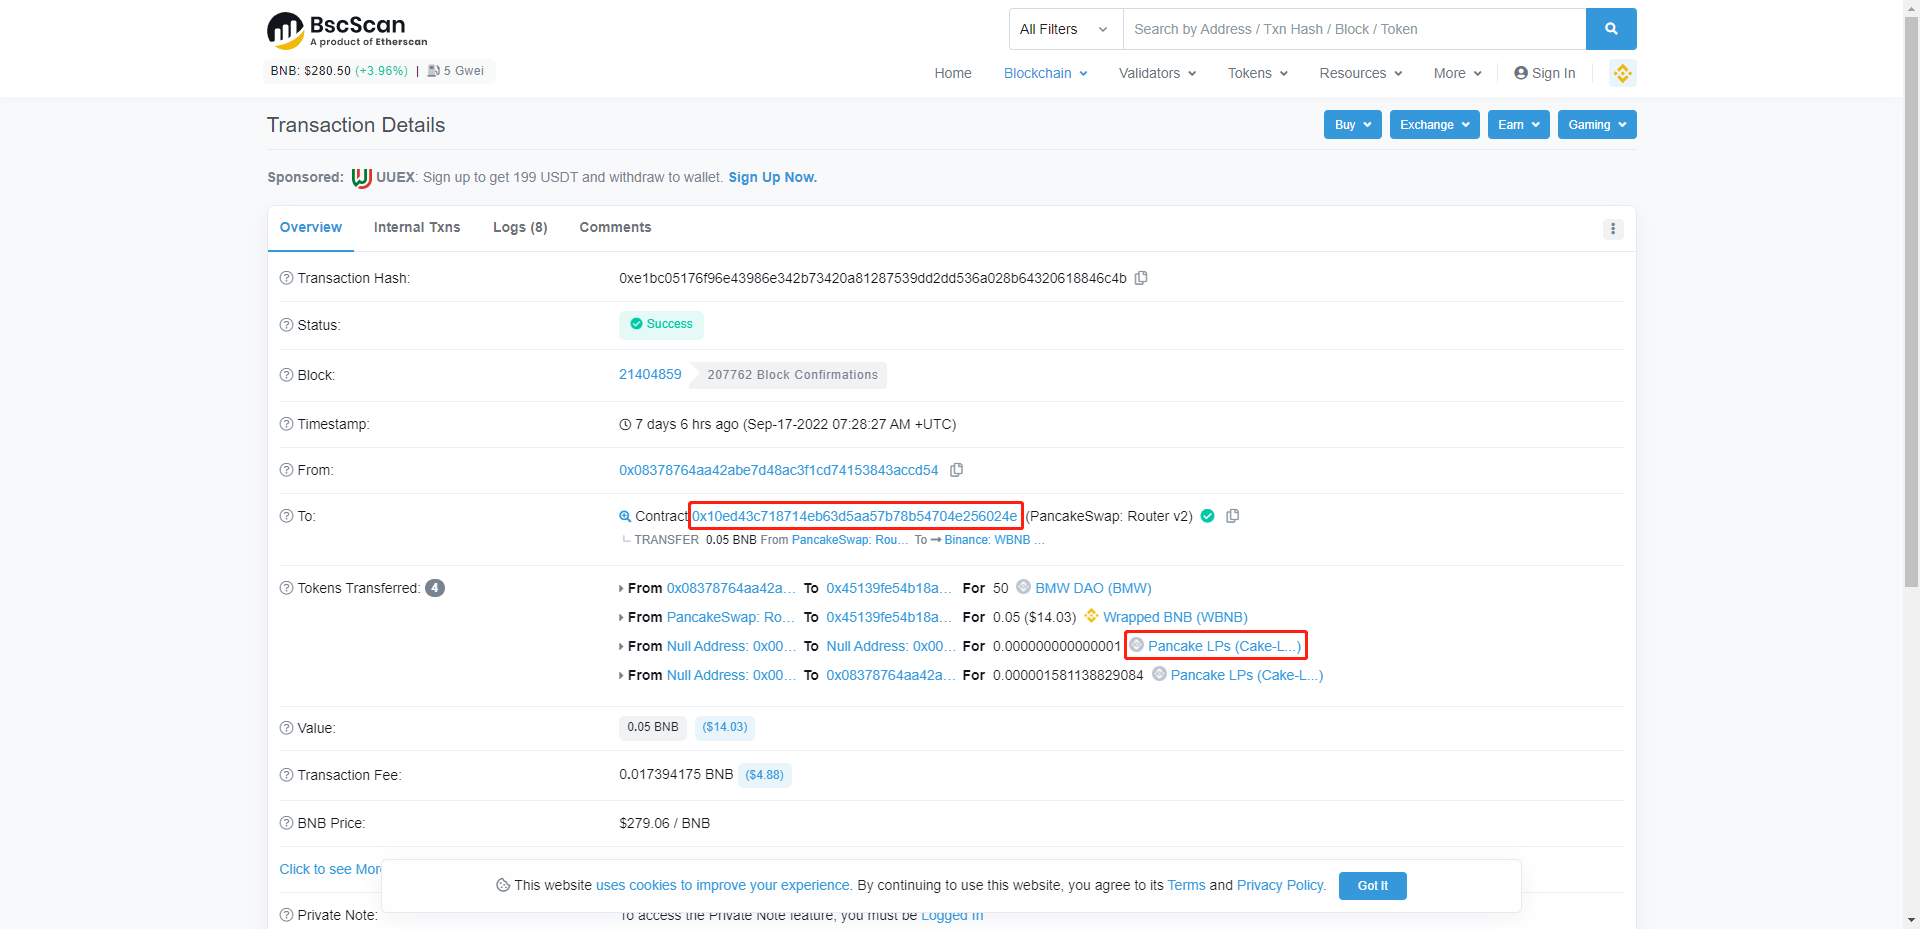 BscScan
A product of Etherscan
All Filters
Search by Address / Txn Hash / Block / Token
BNB: $280.50 (+3.96%) | 5 Gwei
Home Blockchain Validators Tokens Resources More Sign In
Transaction Details
Buy Exchange Earn Gaming
Sponsored: UUEX: Sign up to get 199 USDT and withdraw to wallet. Sign Up Now.
Overview Internal Txns Logs (8) Comments
Transaction Hash: 0xe1bc05176f96e43986e342b73420a81287539dd2dd536a028b64320618846c4b
Status: Success
Block: 21404859 207762 Block Confirmations
Timestamp: 7 days 6 hrs ago (Sep-17-2022 07:28:27 AM +UTC)
From: 0x08378764aa42abe7d48ac3f1cd74153843accd54
To: Contract 0x10ed43c718714eb63d5aa57b78b54704e256024e (PancakeSwap: Router v2)
TRANSFER 0.05 BNB From PancakeSwap: Rou... To Binance: WBNB ...
Tokens Transferred: 4 From 0x08378764aa42a... To 0x45139fe54b18a... For 50 BMW DAO (BMW)
From PancakeSwap: Ro... To 0x45139fe54b18a... For 0.05 ($14.03) Wrapped BNB (WBNB)
From Null Address: 0x00... To Null Address: 0x00... For 0.000000000000001 Pancake LPs (Cake-L...)
From Null Address: 0x00... To 0x08378764aa42a... For 0.000001581138829084 Pancake LPs (Cake-L...)
Value: 0.05 BNB ($14.03)
Transaction Fee: 0.017394175 BNB ($4.88)
BNB Price: $279.06 / BNB
Click to see Mor
This website uses cookies to improve your experience. By continuing to use this website, you agree to its Terms and Privacy Policy. Got It
Private Note: To access the Private Note feature, you must be Logged In